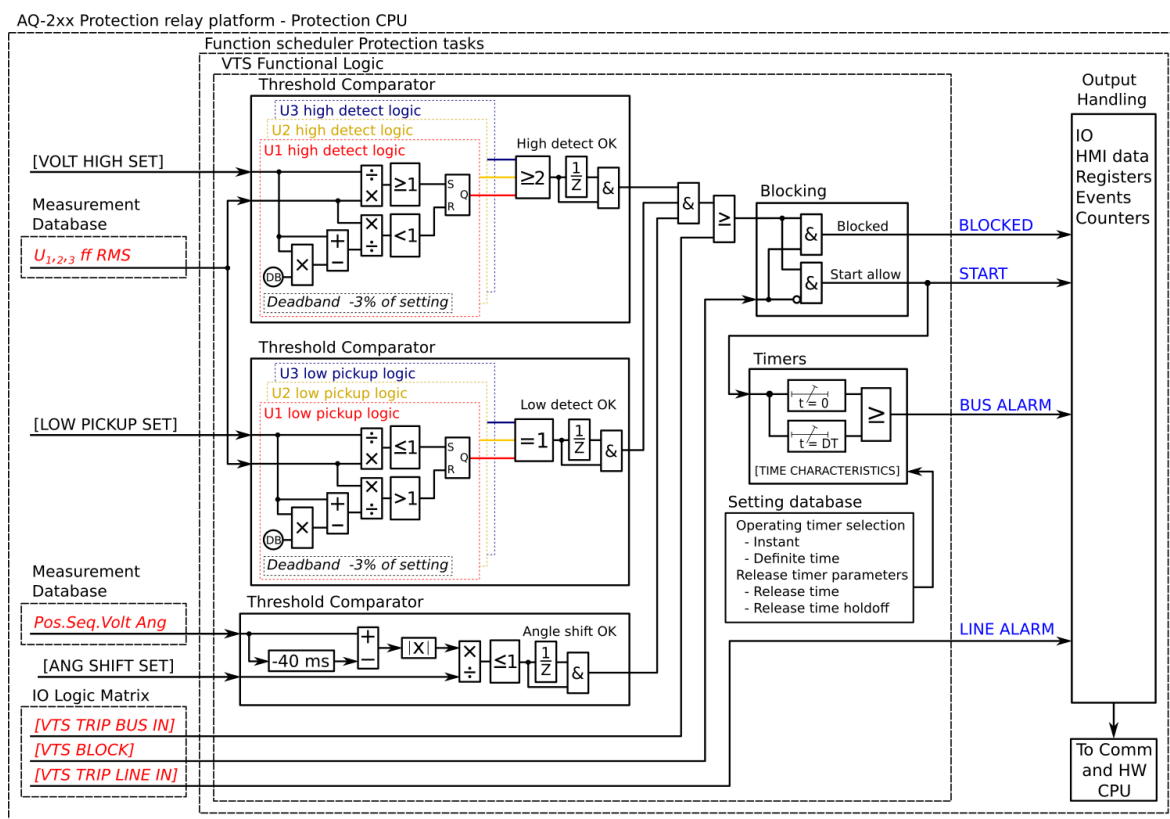 AQ-2xx Protection relay platform - Protection CPU
Function scheduler Protection tasks
VTS Functional Logic
Threshold Comparator
U3 high detect logic
U2 high detect logic
U1 high detect logic
[VOLT HIGH SET]
Measurement
Database
U1,2,3 ff RMS
÷
×
≥1
S
Q
R
×
÷
<1
+
−
×
DB
Deadband -3% of setting
High detect OK
≥2
1
Z
&
&
≥
Threshold Comparator
U3 low pickup logic
U2 low pickup logic
U1 low pickup logic
[LOW PICKUP SET]
÷
×
≤1
S
Q
R
×
÷
>1
+
−
×
DB
Deadband -3% of setting
Low detect OK
=1
1
Z
&
Measurement
Database
Pos.Seq.Volt Ang
[ANG SHIFT SET]
Threshold Comparator
-40 ms
+
−
|X|
×
÷
≤1
Angle shift OK
1
Z
&
IO Logic Matrix
[VTS TRIP BUS IN]
[VTS BLOCK]
[VTS TRIP LINE IN]
Blocking
&
Blocked
&
Start allow
Timers
t = 0
t = DT
≥
[TIME CHARACTERISTICS]
Setting database
Operating timer selection
- Instant
- Definite time
Release timer parameters
- Release time
- Release time holdoff
BLOCKED
START
BUS ALARM
LINE ALARM
Output
Handling
IO
HMI data
Registers
Events
Counters
To Comm
and HW
CPU